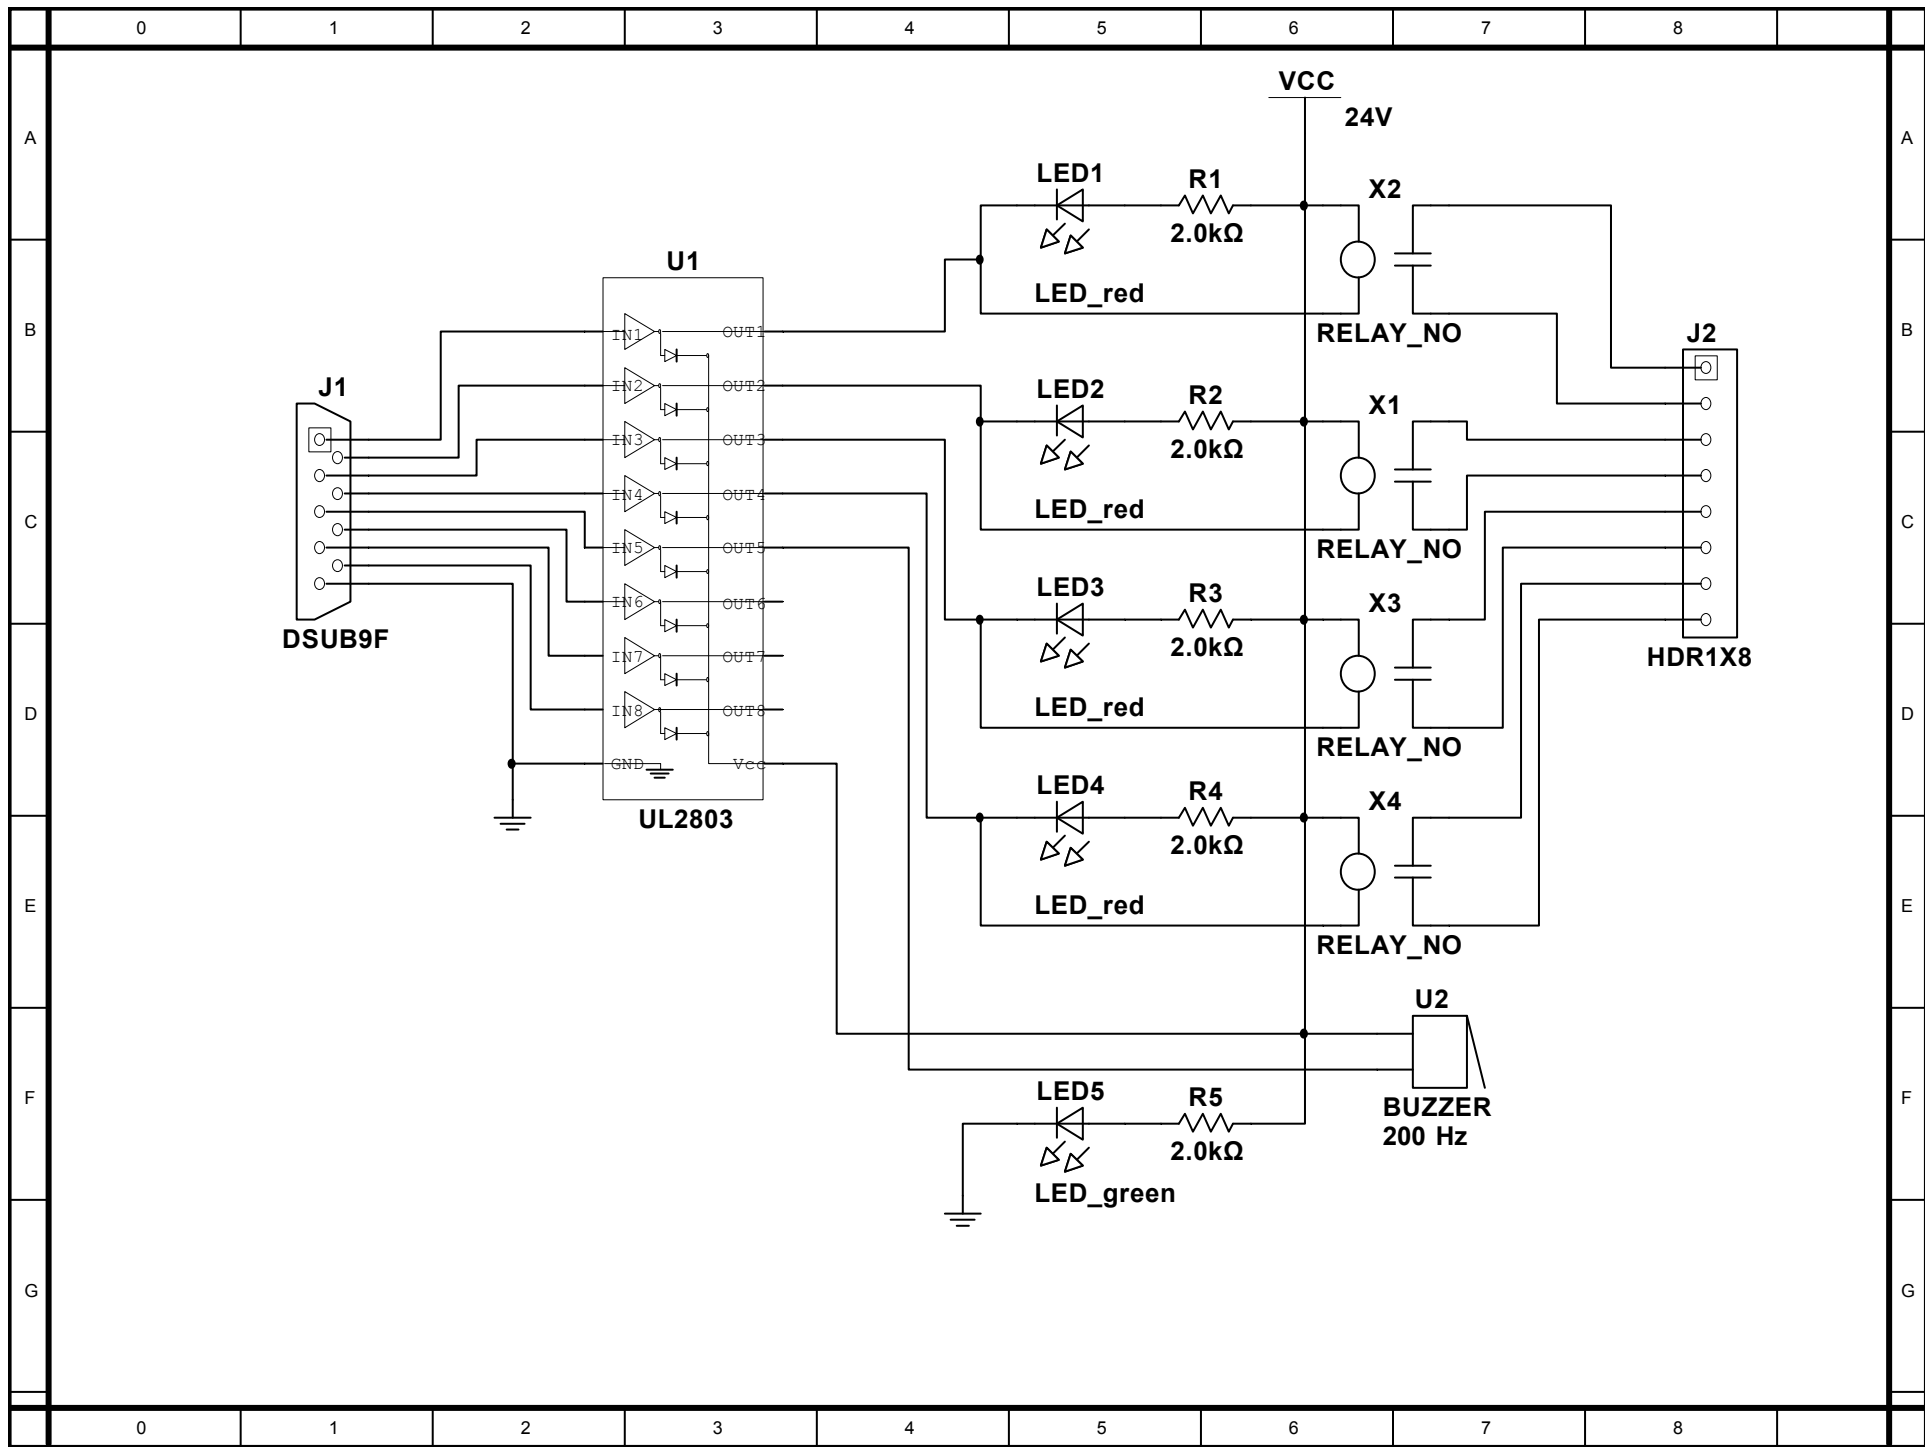 0 1 2 3 4 5 6 7 8
VCC
24V
A A
LED1 R1 X2
2.0kΩ
U1
LED_red
RELAY_NO
B B
IN1 OUT1
J2
J1
IN2 OUT2
LED2 R2 X1
2.0kΩ
IN3 OUT3
IN4 OUT4
LED_red
C C
RELAY_NO
IN5 OUT5
LED3 R3 X3
IN6 OUT6
2.0kΩ
DSUB9F
HDR1X8
IN7 OUT7
LED_red
IN8 OUT8
D D
RELAY_NO
GND Vcc
UL2803
LED4 R4 X4
2.0kΩ
LED_red
E E
RELAY_NO
U2
LED5 R5
F F
BUZZER
200 Hz
2.0kΩ
LED_green
G G
0 1 2 3 4 5 6 7 8